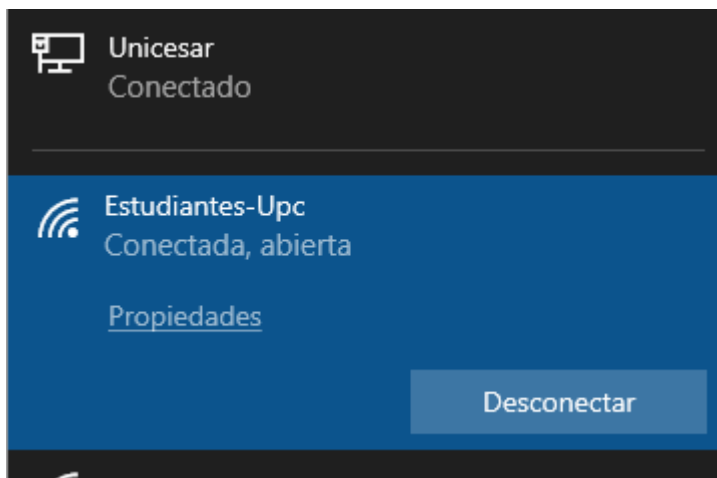 Unicesar
Conectado
Estudiantes-Upc
Conectada, abierta
Propiedades
Desconectar